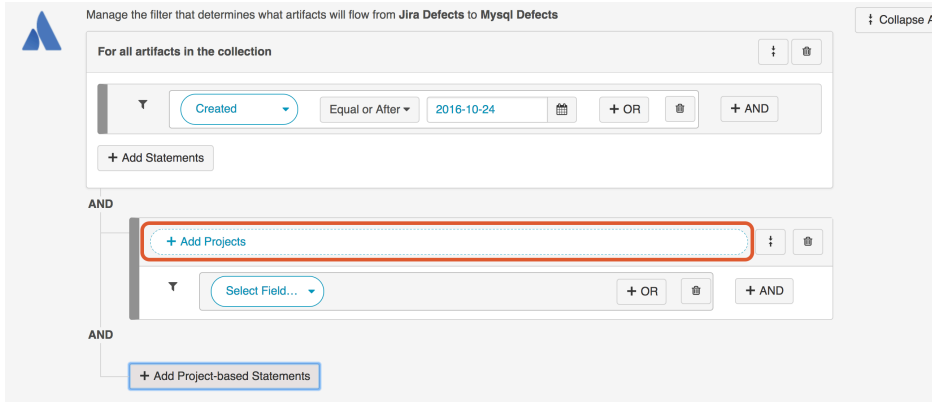 Manage the filter that determines what artifacts will flow from Jira Defects to Mysql Defects
Collapse A
For all artifacts in the collection
Created Equal or After 2016-10-24 + OR + AND
+ Add Statements
AND
+ Add Projects
Select Field... + OR + AND
AND
+ Add Project-based Statements